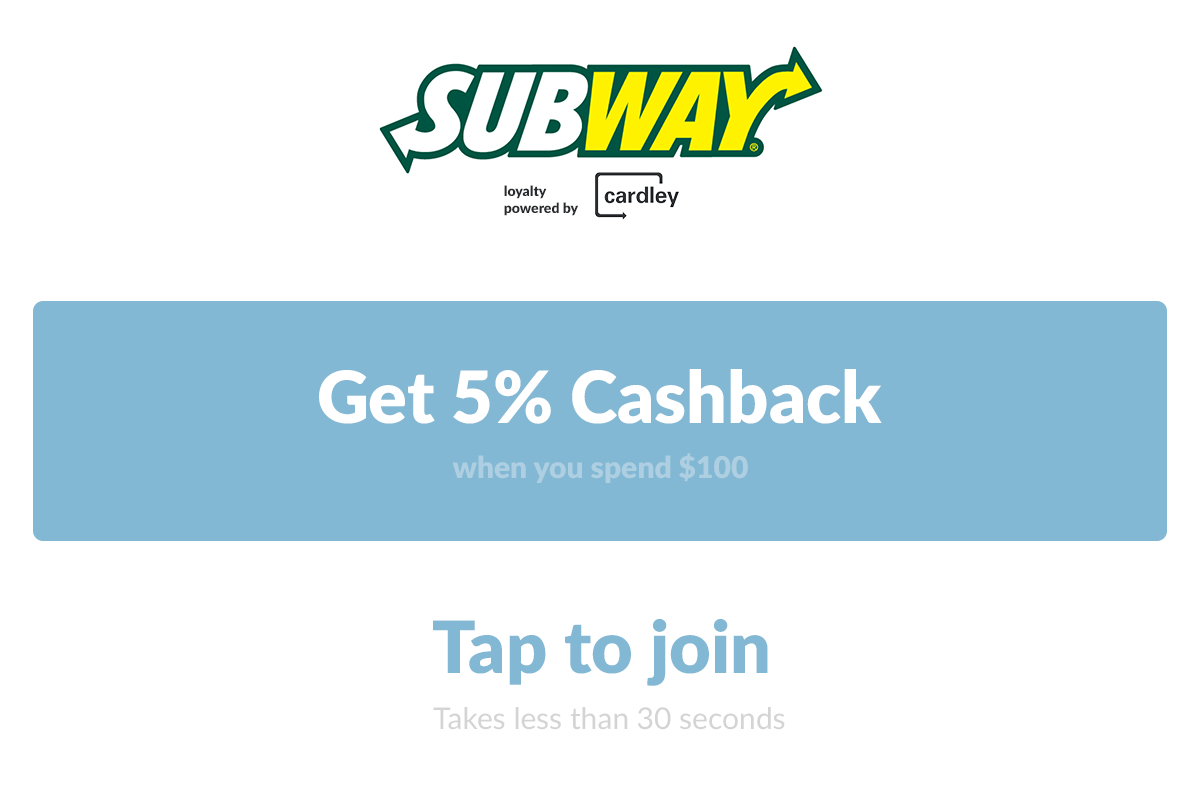 SUBWAY®
loyalty
powered by
cardley
Get 5% Cashback
when you spend $100
Tap to join
Takes less than 30 seconds